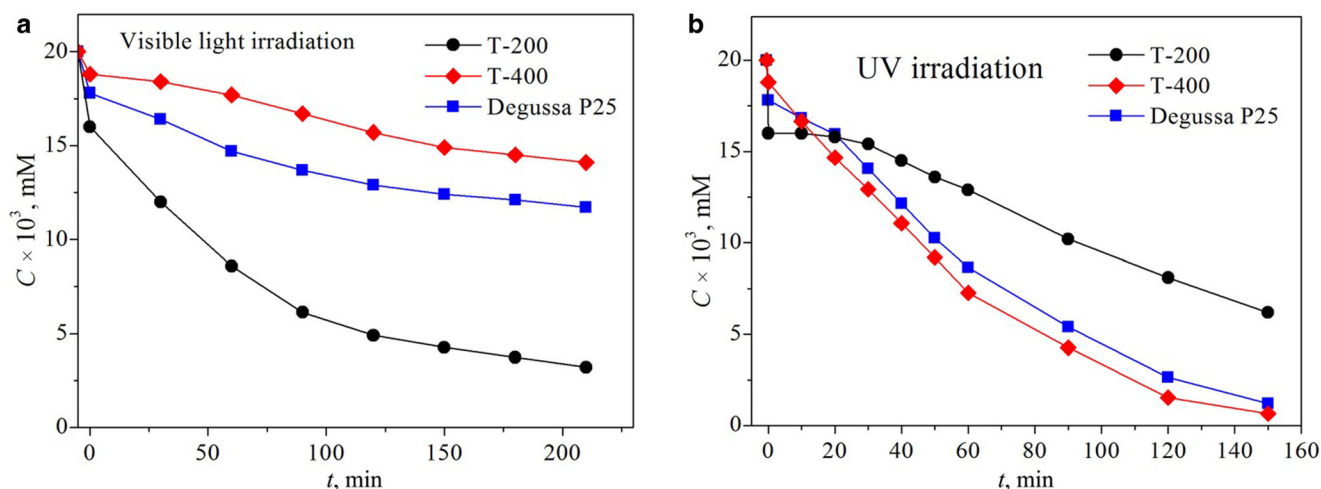 a
Visible light irradiation
T-200
T-400
Degussa P25
C × 10³, mM
20
15
10
5
0
0 50 100 150 200
t, min
b
UV irradiation
T-200
T-400
Degussa P25
C × 10³, mM
20
15
10
5
0
0 20 40 60 80 100 120 140 160
t, min